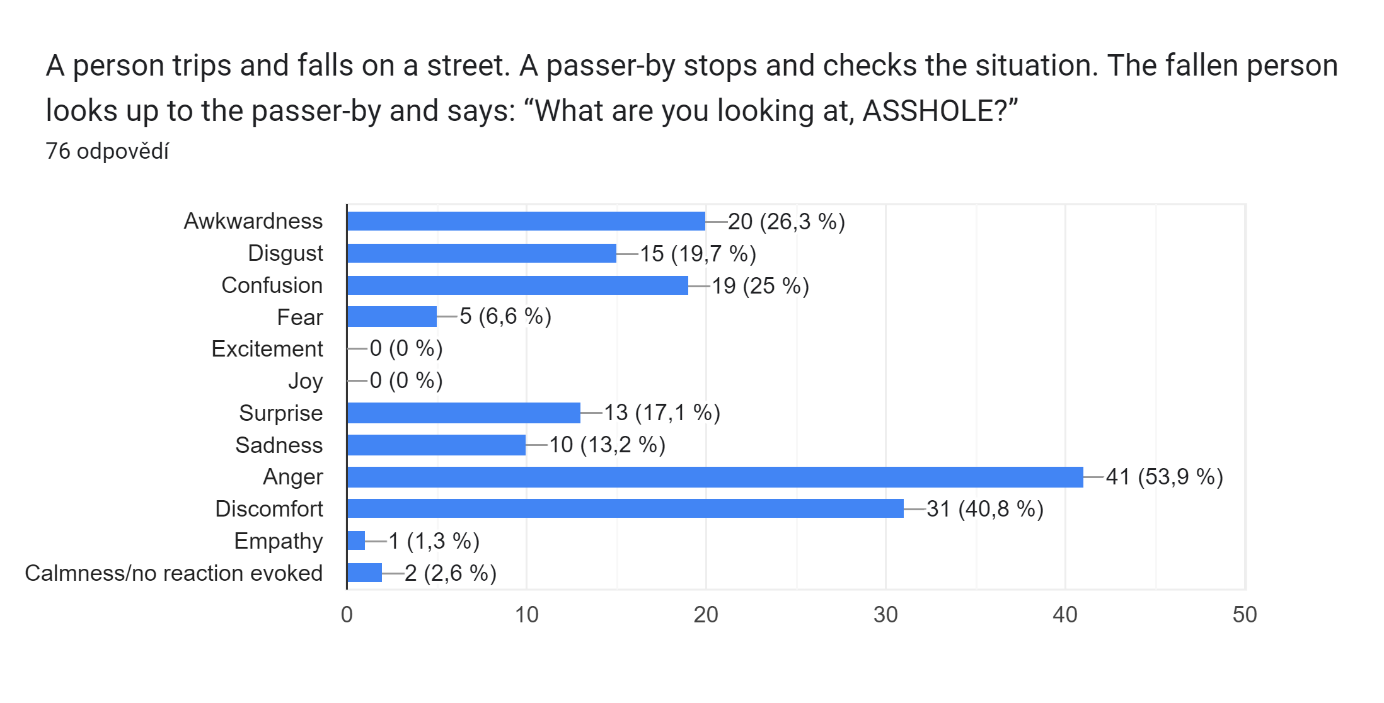 A person trips and falls on a street. A passer-by stops and checks the situation. The fallen person
looks up to the passer-by and says: “What are you looking at, ASSHOLE?”
76 odpovědí
Awkwardness 20 (26,3 %)
Disgust 15 (19,7 %)
Confusion 19 (25 %)
Fear 5 (6,6 %)
Excitement 0 (0 %)
Joy 0 (0 %)
Surprise 13 (17,1 %)
Sadness 10 (13,2 %)
Anger 41 (53,9 %)
Discomfort 31 (40,8 %)
Empathy 1 (1,3 %)
Calmness/no reaction evoked 2 (2,6 %)
0 10 20 30 40 50